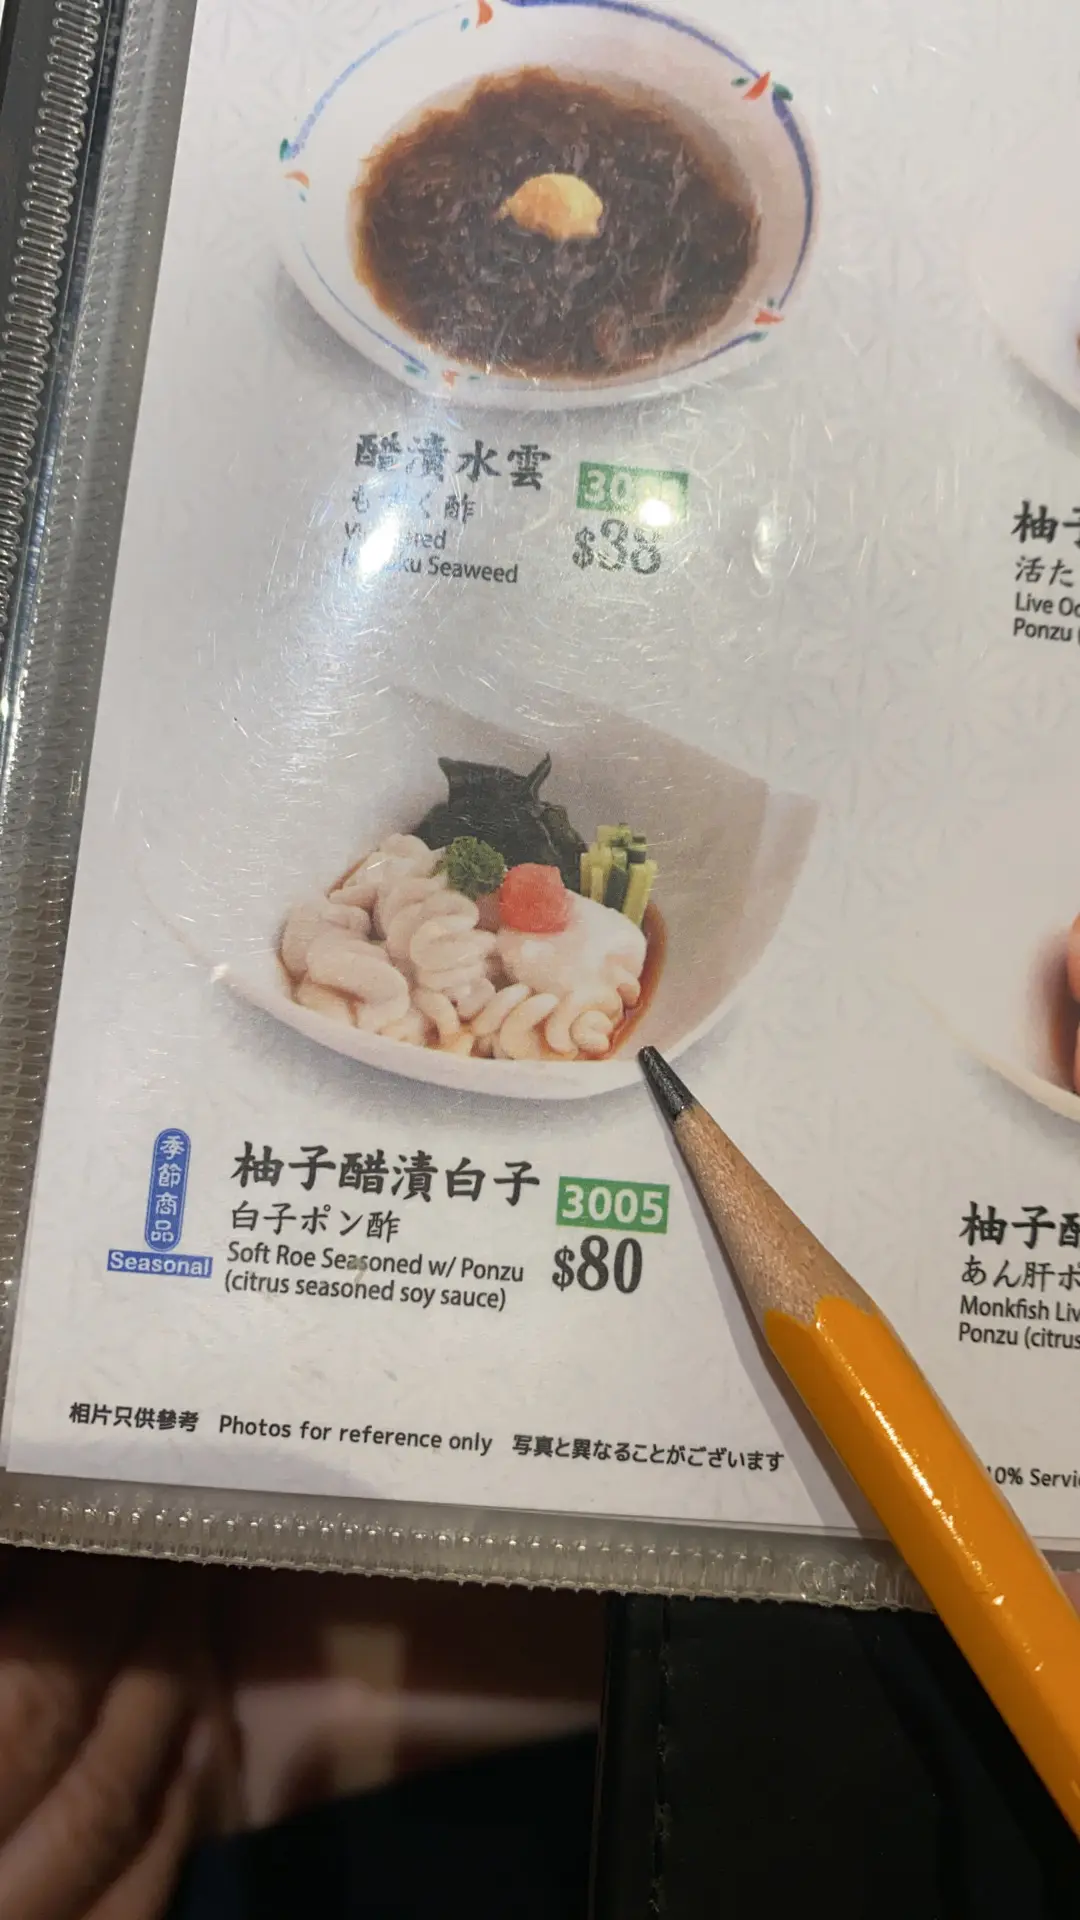 醋漬水雲
も く酢
Seaweed
$38
柚子
活た
Live
Ponzu
季節商品
Seasonal
柚子醋漬白子
白子ポン酢
Soft Roe Seasoned w/ Ponzu
(citrus seasoned soy sauce)
3005
$80
柚子
あん肝ポ
Monkfish
Ponzu (citrus
相片只供參考 Photos for reference only 写真と異なることがございます
10% Servi